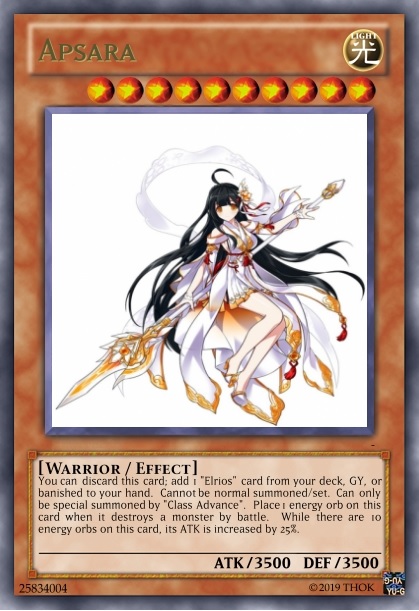 APSARA
LIGHT
光
[WARRIOR / EFFECT]
You can discard this card; add 1 "Elrios" card from your deck, GY, or
banished to your hand. Cannot be normal summoned/set. Can only
be special summoned by "Class Advance". Place 1 energy orb on this
card when it destroys a monster by battle. While there are 10
energy orbs on this card, its ATK is increased by 25%.
ATK/3500 DEF/3500
25834004
©2019 THOK
YU-G